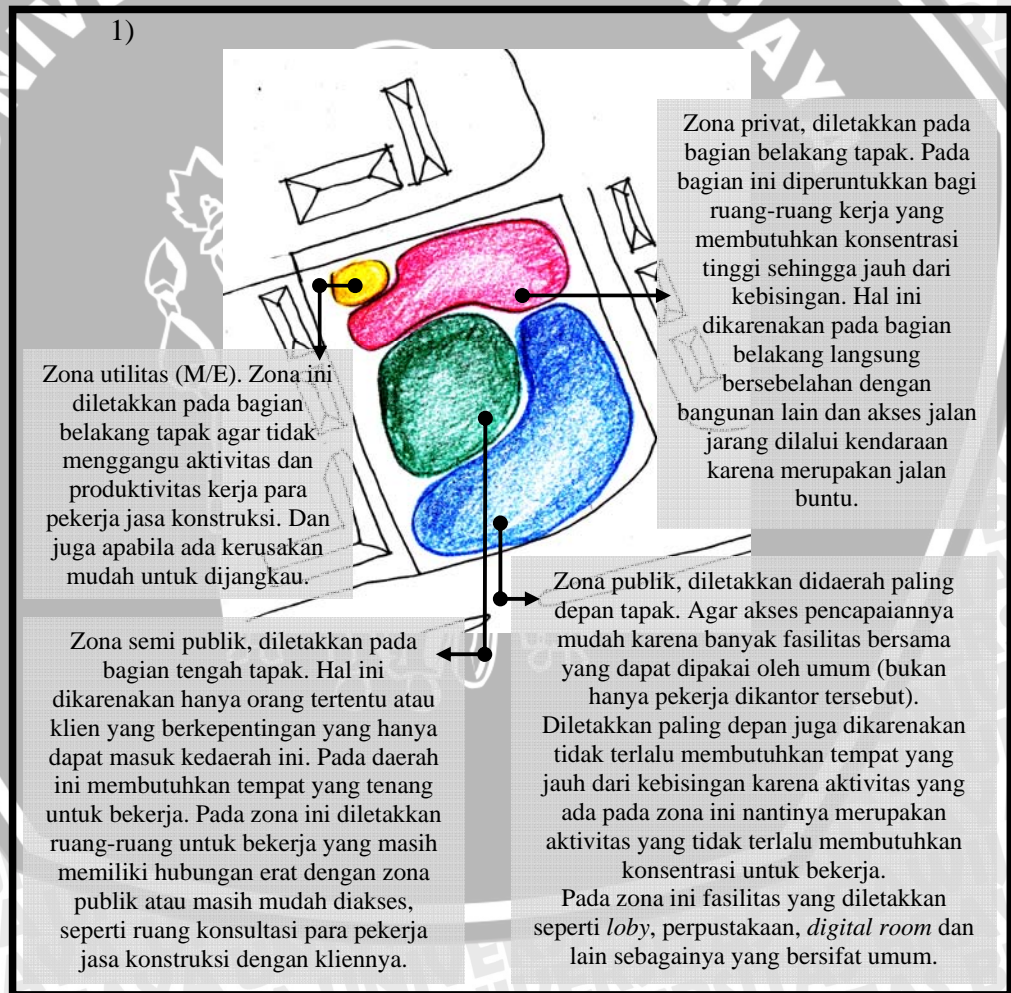 1)
Zona privat, diletakkan pada
bagian belakang tapak. Pada
bagian ini diperuntukkan bagi
ruang-ruang kerja yang
membutuhkan konsentrasi
tinggi sehingga jauh dari
kebisingan. Hal ini
dikarenakan pada bagian
belakang langsung
bersebelahan dengan
bangunan lain dan akses jalan
jarang dilalui kendaraan
karena merupakan jalan
buntu.
Zona utilitas (M/E). Zona ini
diletakkan pada bagian
belakang tapak agar tidak
menggangu aktivitas dan
produktivitas kerja para
pekerja jasa konstruksi. Dan
juga apabila ada kerusakan
mudah untuk dijangkau.
Zona semi publik, diletakkan pada
bagian tengah tapak. Hal ini
dikarenakan hanya orang tertentu atau
klien yang berkepentingan yang hanya
dapat masuk kedaerah ini. Pada daerah
ini membutuhkan tempat yang tenang
untuk bekerja. Pada zona ini diletakkan
ruang-ruang untuk bekerja yang masih
memiliki hubungan erat dengan zona
publik atau masih mudah diakses,
seperti ruang konsultasi para pekerja
jasa konstruksi dengan kliennya.
Zona publik, diletakkan didaerah paling
depan tapak. Agar akses pencapaiannya
mudah karena banyak fasilitas bersama
yang dapat dipakai oleh umum (bukan
hanya pekerja dikantor tersebut).
Diletakkan paling depan juga dikarenakan
tidak terlalu membutuhkan tempat yang
jauh dari kebisingan karena aktivitas yang
ada pada zona ini nantinya merupakan
aktivitas yang tidak terlalu membutuhkan
konsentrasi untuk bekerja.
Pada zona ini fasilitas yang diletakkan
seperti loby, perpustakaan, digital room dan
lain sebagainya yang bersifat umum.